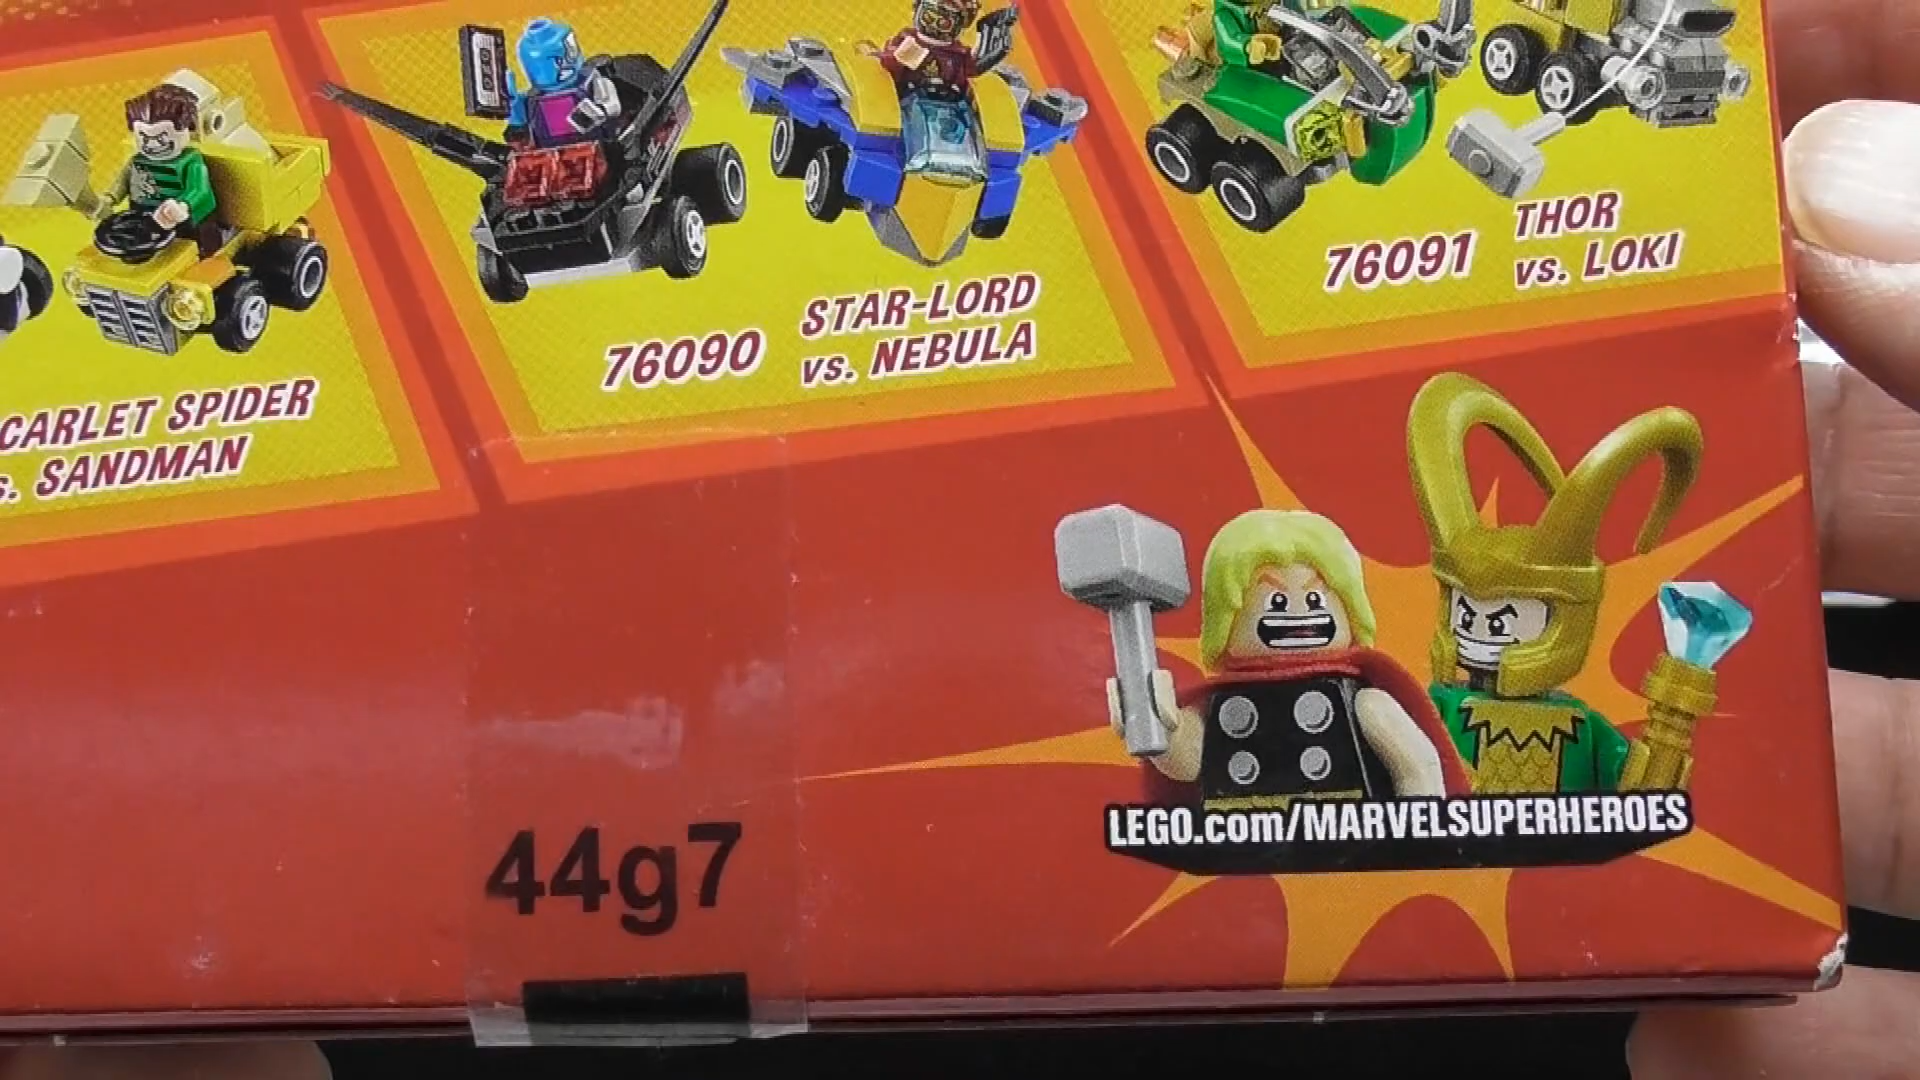 76091
THOR
vs. LOKI
76090
STAR-LORD
vs. NEBULA
CARLET SPIDER
s. SANDMAN
LEGO.com/MARVELSUPERHEROES
44g7